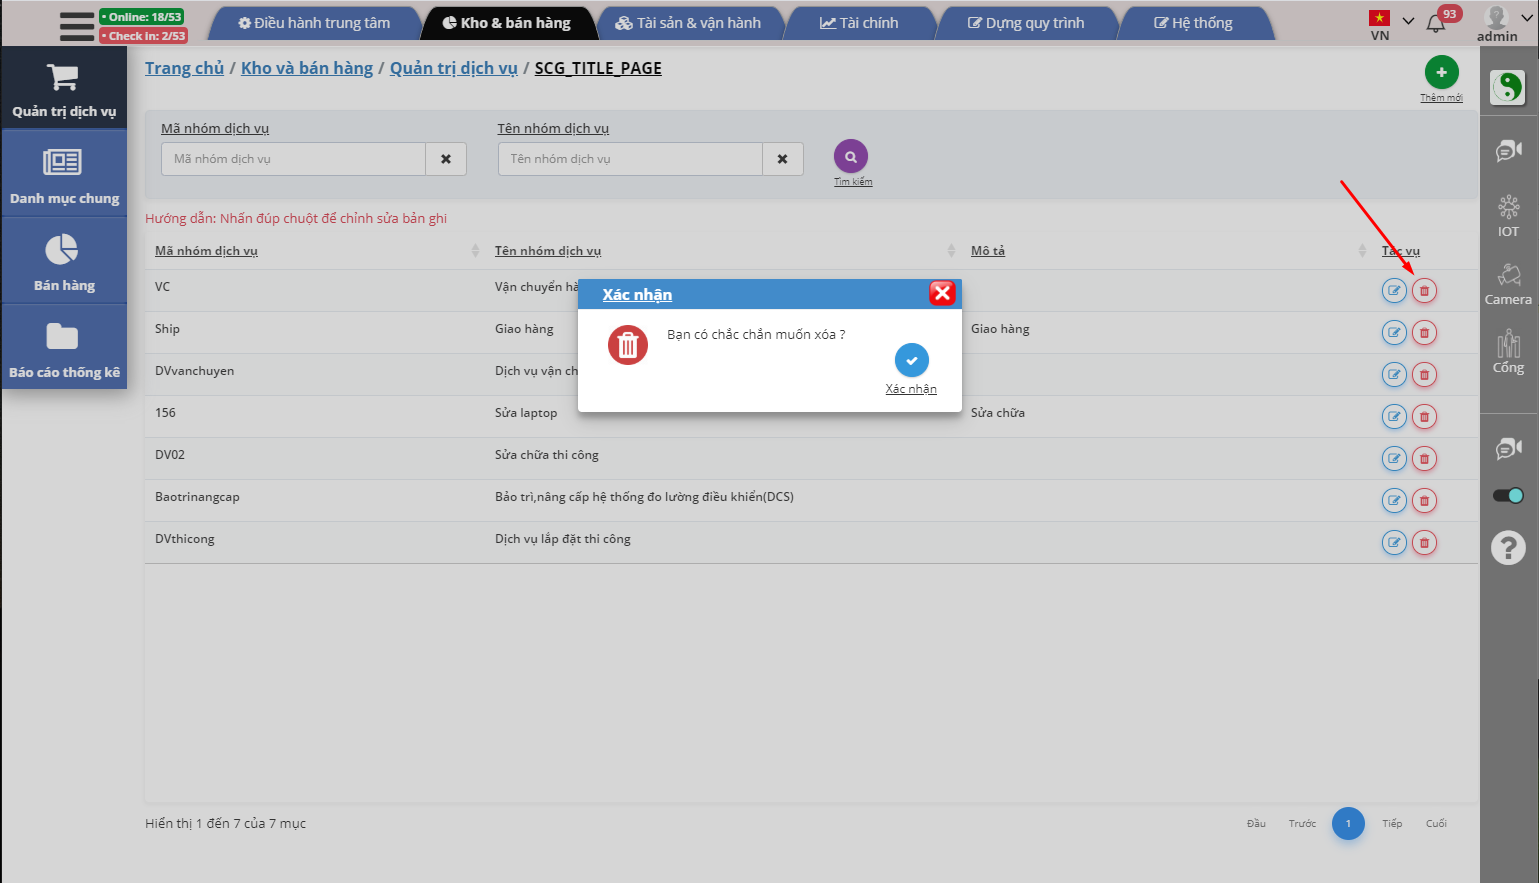 • Online: 18/53
• Check in: 2/53
Điều hành trung tâm
Kho & bán hàng
Tài sản & vận hành
Tài chính
Dựng quy trình
Hệ thống
VN
93
admin
Quản trị dịch vụ
Danh mục chung
Bán hàng
Báo cáo thống kê
Trang chủ / Kho và bán hàng / Quản trị dịch vụ / SCG_TITLE_PAGE
Thêm mới
Mã nhóm dịch vụ
Tên nhóm dịch vụ
Mã nhóm dịch vụ
Tên nhóm dịch vụ
Tìm kiếm
Hướng dẫn: Nhấn đúp chuột để chỉnh sửa bản ghi
Mã nhóm dịch vụ Tên nhóm dịch vụ Mô tả Tác vụ
VC Vận chuyển hà
Ship Giao hàng Giao hàng
DVvanchuyen Dịch vụ vận ch
156 Sửa laptop Sửa chữa
DV02 Sửa chữa thi công
Baotrinangcap Bảo trì,nâng cấp hệ thống đo lường điều khiển(DCS)
DVthicong Dịch vụ lắp đặt thi công
Xác nhận
Bạn có chắc chắn muốn xóa ?
Xác nhận
Hiển thị 1 đến 7 của 7 mục
Đầu Trước 1 Tiếp Cuối
IOT
Camera
Cổng